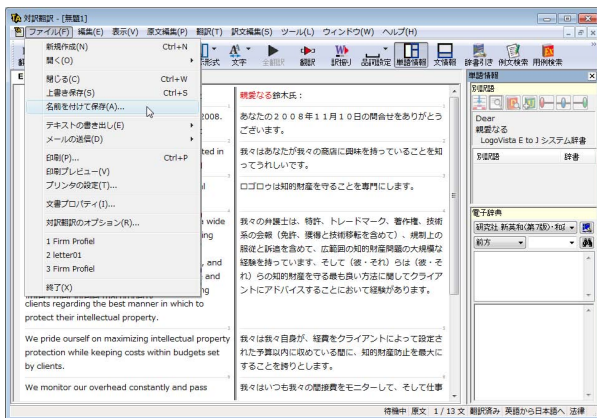 対訳翻訳 - [無題1]
ファイル(F) 編集(E) 表示(V) 原文編集(P) 翻訳(T) 訳文編集(S) ツール(L) ウィンドウ(W) ヘルプ(H)
新規作成(N) Ctrl+N
開く(O)
閉じる(C) Ctrl+W
上書き保存(S) Ctrl+S
名前を付けて保存(A)...
テキストの書き出し(E)
メールの送信(D)
印刷(P)... Ctrl+P
印刷プレビュー(V)
プリンタの設定(T)...
文書プロパティ(I)...
対訳翻訳のオプション(R)...
1 Firm Profiel
2 letter01
3 Firm Profiel
終了(X)
形式 文字 全翻訳 翻訳 訳振り 品詞設定 単語情報 文情報 辞書引き 例文検索 用例検索
2008.
ted in
al
wide
ing
, and
and
clients regarding the best manner in which to
protect their intellectual property.
We pride ourself on maximizing intellectual property
protection while keeping costs within budgets set
by clients.
We monitor our overhead constantly and pass
親愛なる鈴木氏：
あなたの２００８年１１月１０日の問合せをありがとう
ございます。
我々はあなたが我々の商店に興味を持っていることを知
ってうれしいです。
ロゴロゥは知的財産を守ることを専門にします。
我々の弁護士は、特許、トレードマーク、著作権、技術
系の会報（免許、獲得と技術移転を含めて）、規制上の
服従と訴追を含めて、広範囲の知的財産問題の大規模な
経験を持っています、そして（彼・それ）らは（彼・そ
れ）らの知的財産を守る最も良い方法に関してクライア
ントにアドバイスすることにおいて経験があります。
我々は我々自身が、経費をクライアントによって設定さ
れた予算以内に収めている間に、知的財産防止を最大に
することを誇りとします。
我々はいつも我々の間接費をモニターして、そして仕事
単語情報
別訳語
Dear
親愛なる
LogoVista E to J システム辞書
別訳語 辞書
電子辞典
研究社 新英和(第7版)・和
前方
待機中 原文 1 / 13 文 翻訳済み 英語から日本語へ 法律